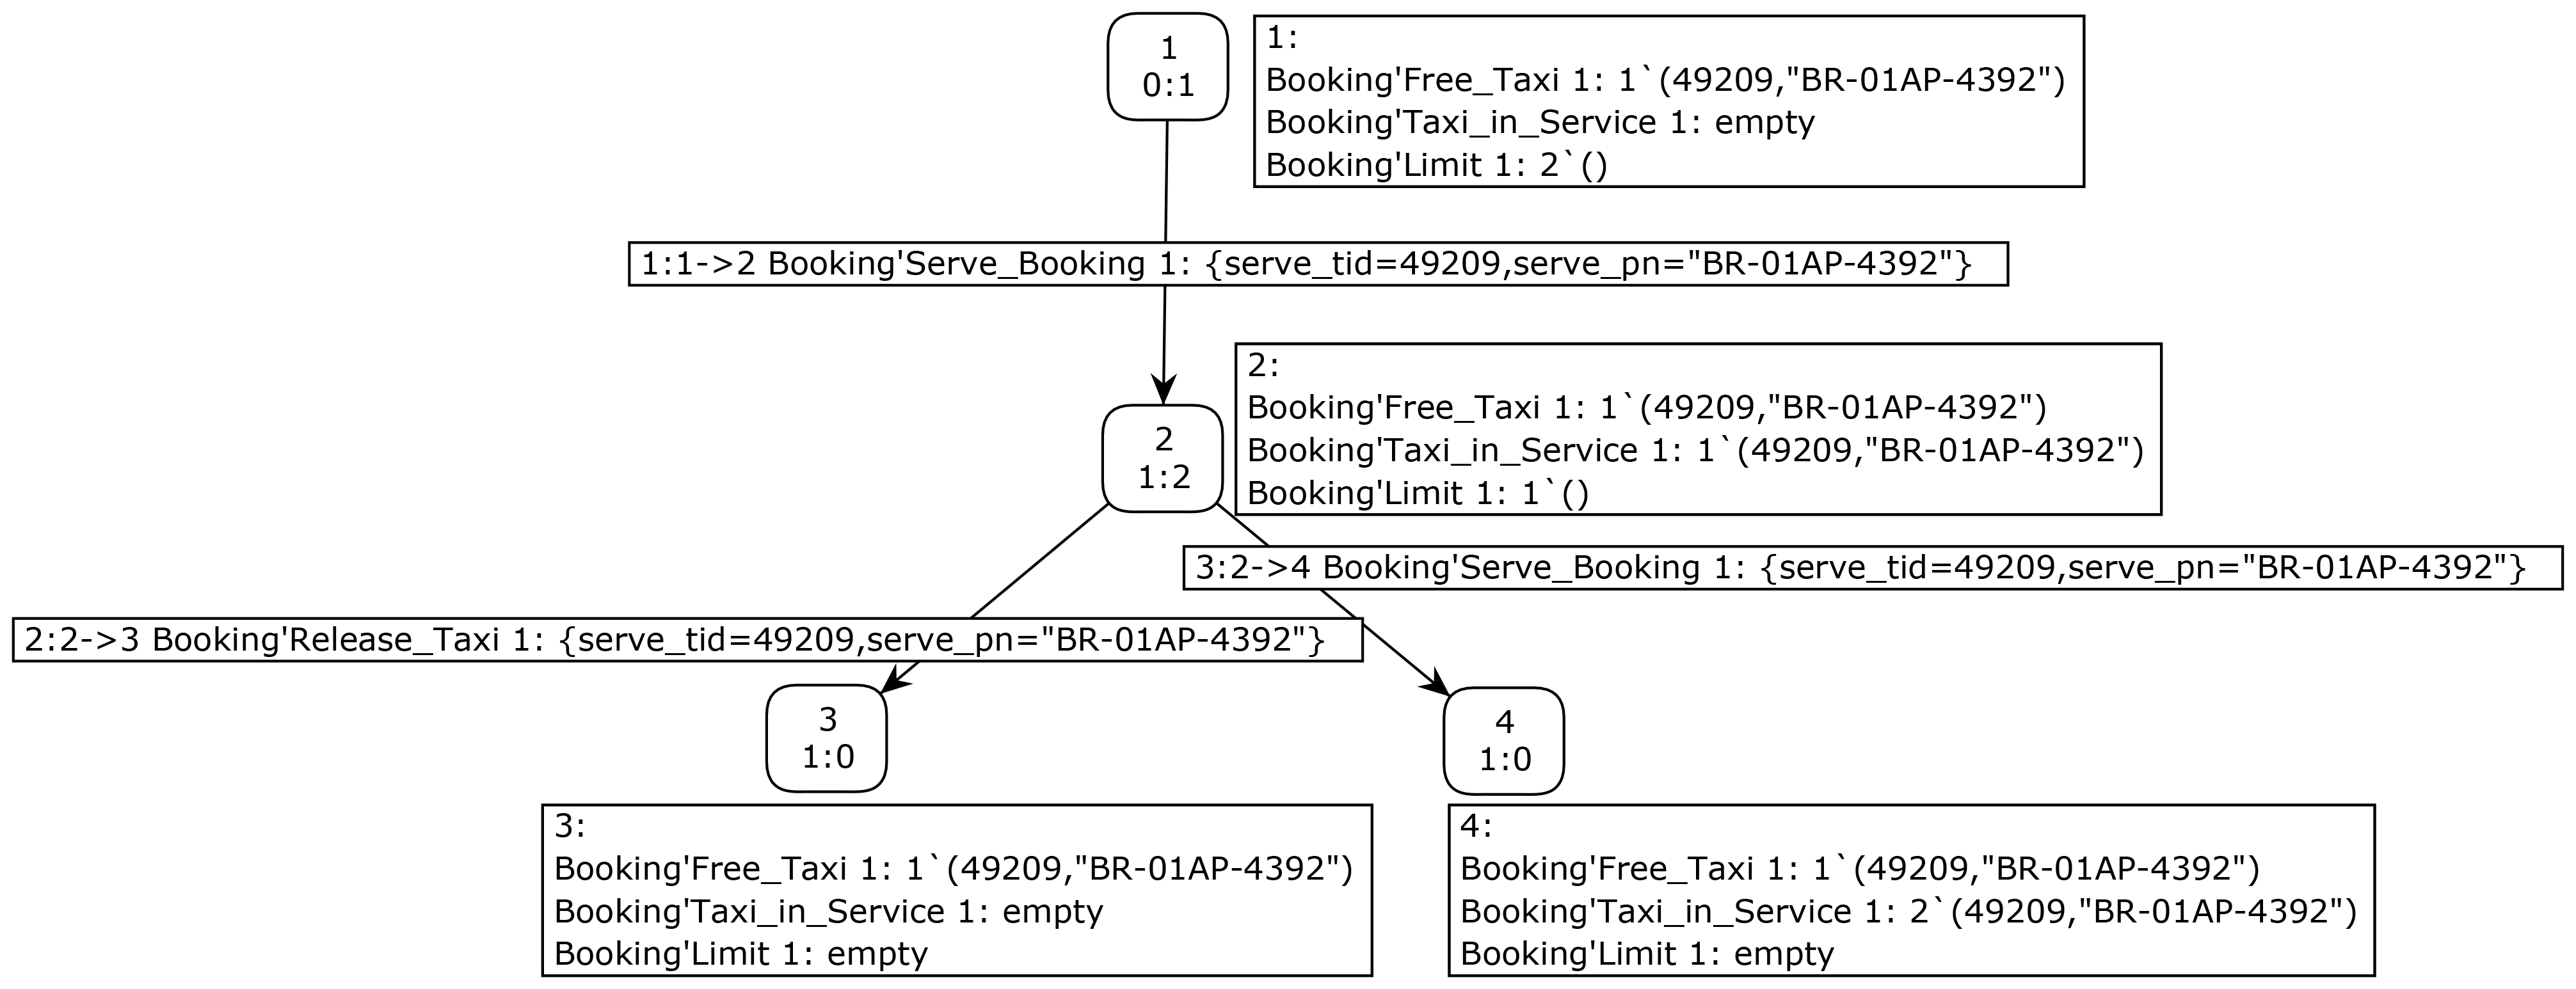 1
0:1
1:
Booking'Free_Taxi 1: 1`(49209,"BR-01AP-4392")
Booking'Taxi_in_Service 1: empty
Booking'Limit 1: 2`()
1:1->2 Booking'Serve_Booking 1: {serve_tid=49209,serve_pn="BR-01AP-4392"}
2
1:2
2:
Booking'Free_Taxi 1: 1`(49209,"BR-01AP-4392")
Booking'Taxi_in_Service 1: 1`(49209,"BR-01AP-4392")
Booking'Limit 1: 1`()
3:2->4 Booking'Serve_Booking 1: {serve_tid=49209,serve_pn="BR-01AP-4392"}
2:2->3 Booking'Release_Taxi 1: {serve_tid=49209,serve_pn="BR-01AP-4392"}
3
1:0
4
1:0
3:
Booking'Free_Taxi 1: 1`(49209,"BR-01AP-4392")
Booking'Taxi_in_Service 1: empty
Booking'Limit 1: empty
4:
Booking'Free_Taxi 1: 1`(49209,"BR-01AP-4392")
Booking'Taxi_in_Service 1: 2`(49209,"BR-01AP-4392")
Booking'Limit 1: empty